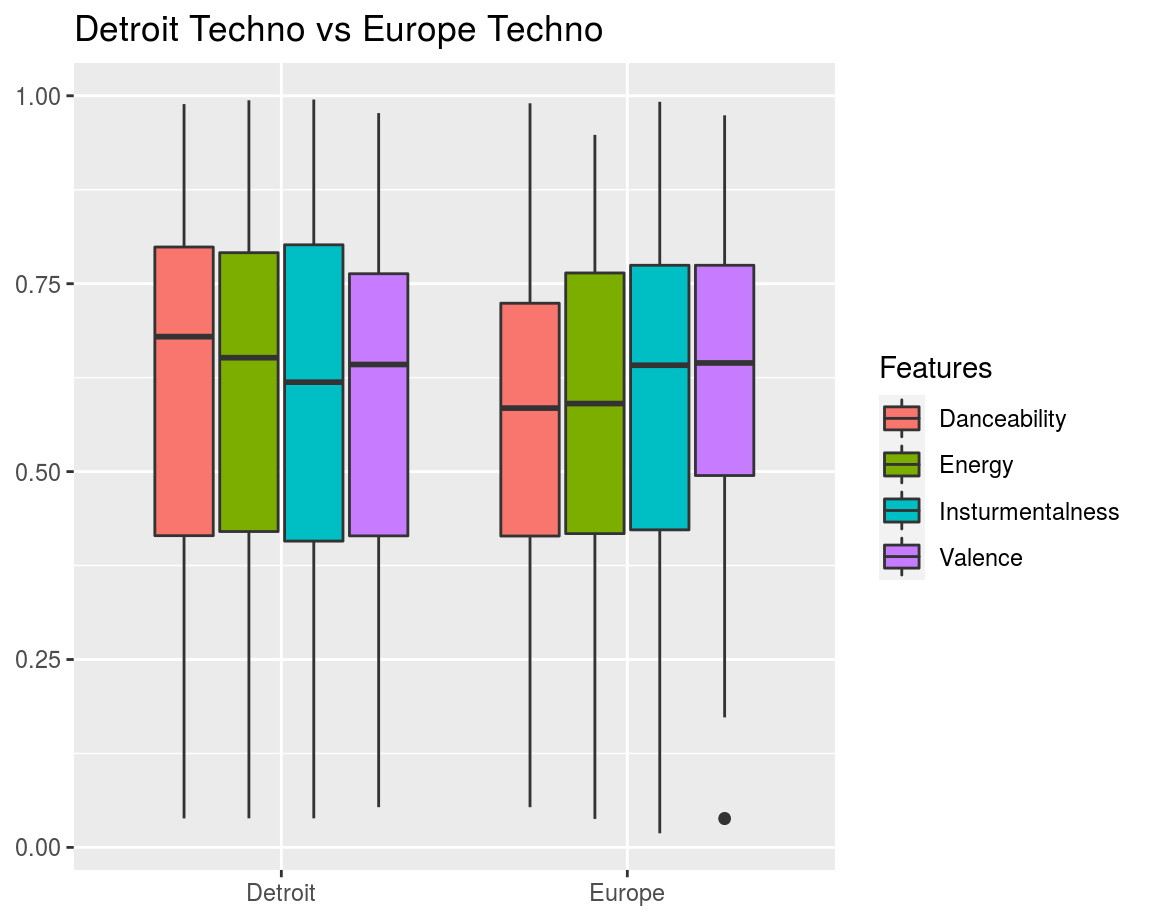 Detroit Techno vs Europe Techno
1.00
0.75
0.50
0.25
0.00
Detroit
Europe
Features
Danceability
Energy
Insturmentalness
Valence